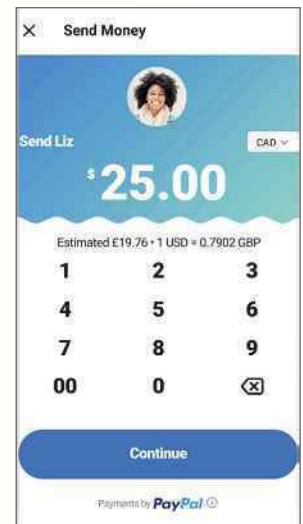 × Send Money
Send Liz
CAD
$25.00
Estimated £19.76 • 1 USD = 0.7902 GBP
1 2 3
4 5 6
7 8 9
00 0
Continue
Payments by PayPal